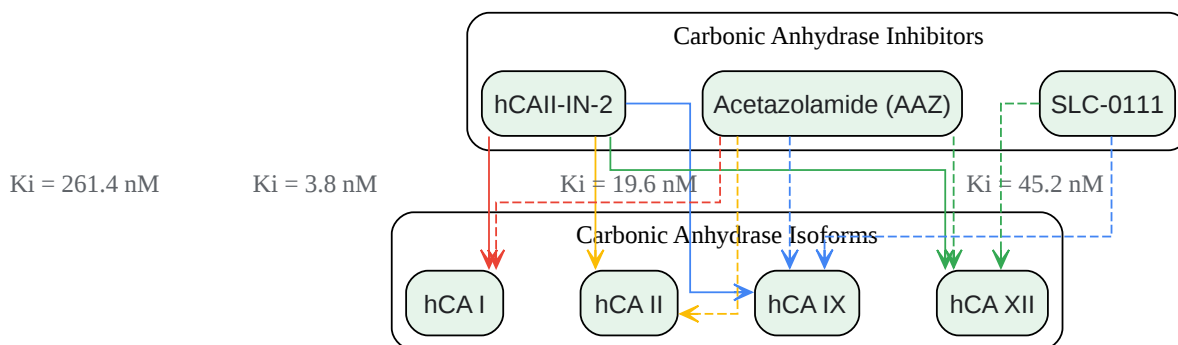 Carbonic Anhydrase Inhibitors
hCAII-IN-2
Acetazolamide (AAZ)
SLC-0111
Ki = 261.4 nM
Ki = 3.8 nM
Ki = 19.6 nM
Ki = 45.2 nM
Carbonic Anhydrase Isoforms
hCA I
hCA II
hCA IX
hCA XII